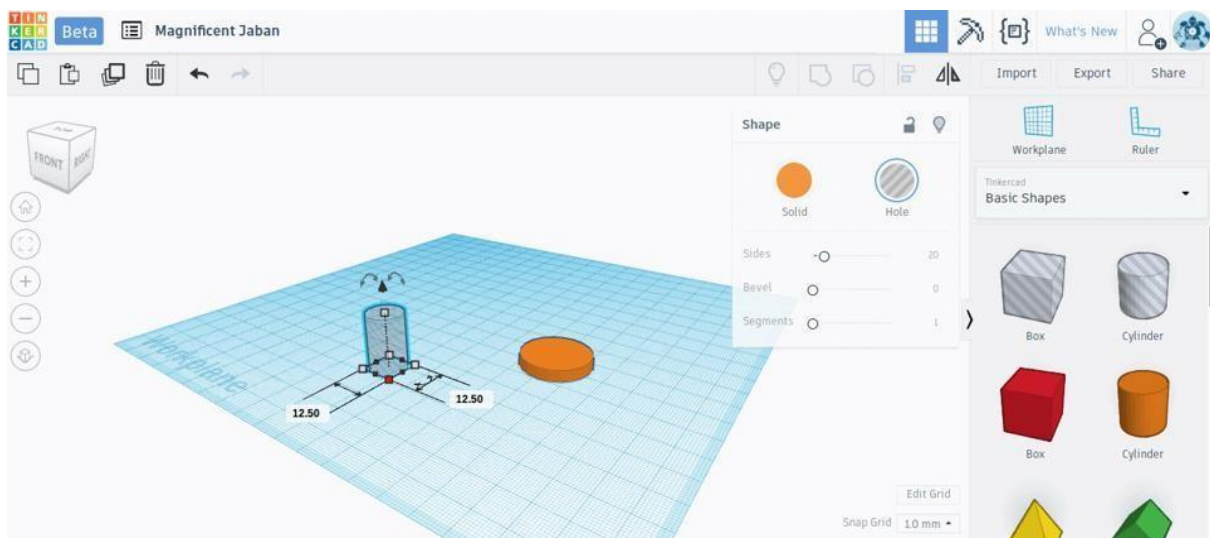 TIN
KER
CAD
Beta
Magnificent Jaban
What's New
Import Export Share
TOP
FRONT
RIGHT
Shape
Solid Hole
Sides 20
Bevel 0
Segments 1
Workplane Ruler
Tinkercad
Basic Shapes
Box Cylinder
Box Cylinder
Workplane
12.50
12.50
Edit Grid
Snap Grid 1.0 mm